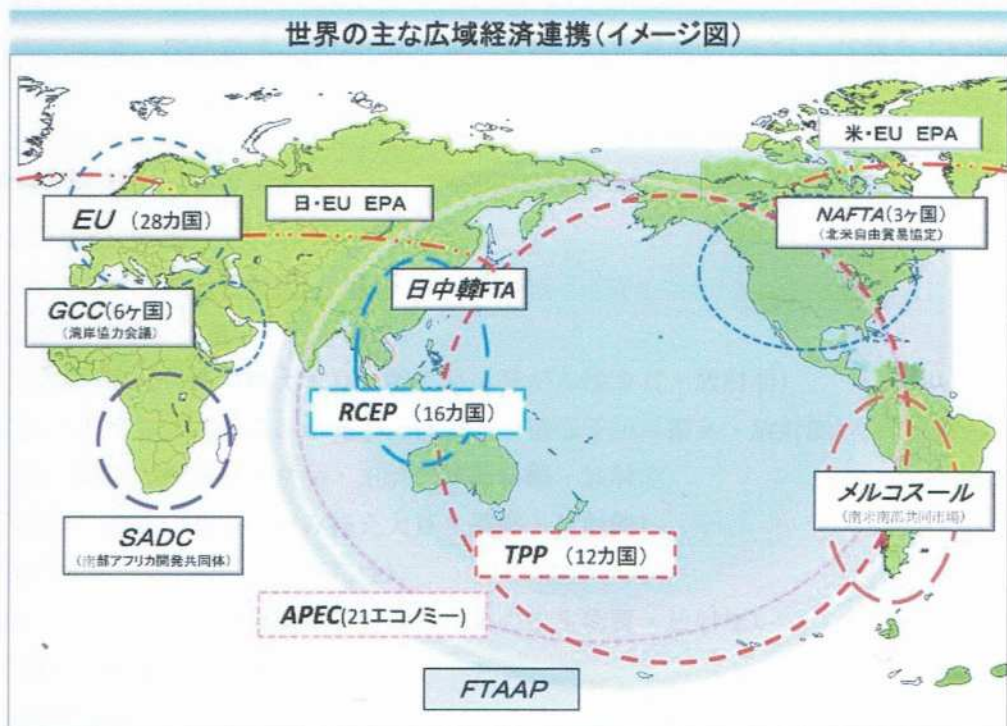 世界の主な広域経済連携(イメージ図)
米・EU EPA
EU (28カ国)
日・EU EPA
NAFTA(3ヶ国)
(北米自由貿易協定)
日中韓FTA
GCC(6ヶ国)
(湾岸協力会議)
RCEP (16カ国)
メルコスール
(南米南部共同市場)
SADC
(南部アフリカ開発共同体)
TPP (12カ国)
APEC(21エコノミー)
FTAAP